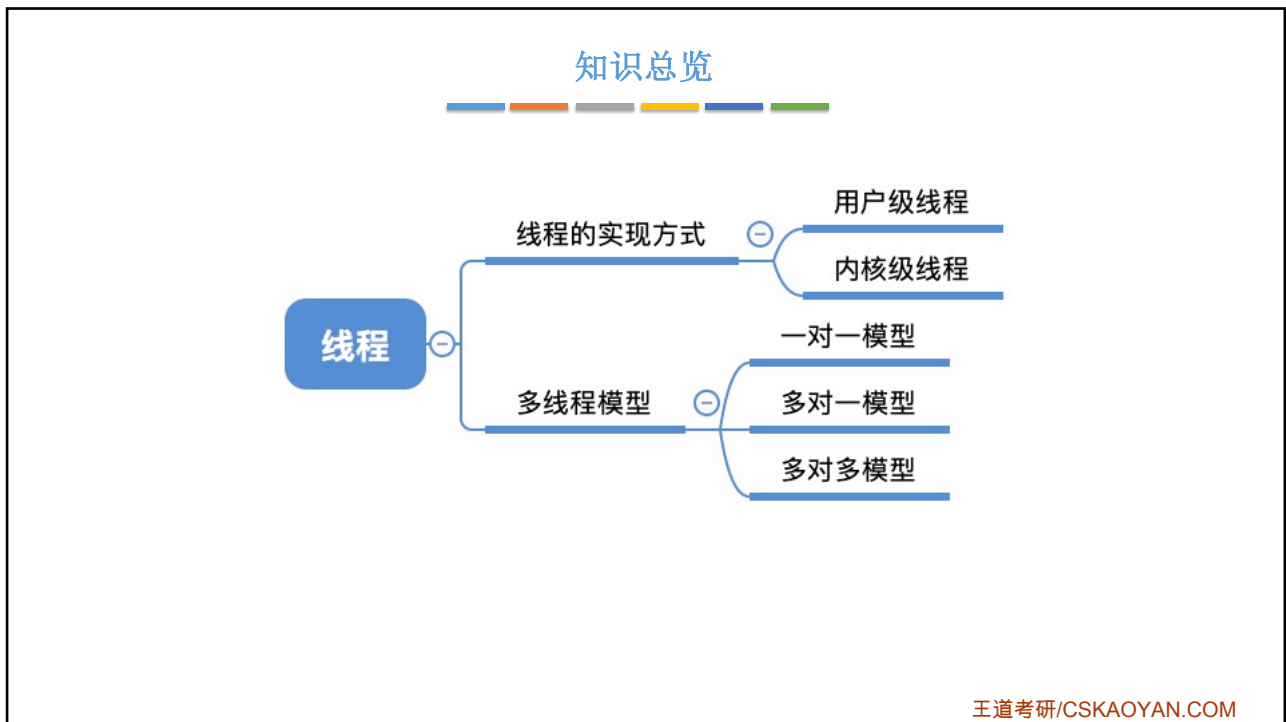 知识总览
线程
线程的实现方式
用户级线程
内核级线程
多线程模型
一对一模型
多对一模型
多对多模型
王道考研/CSKAOYAN.COM